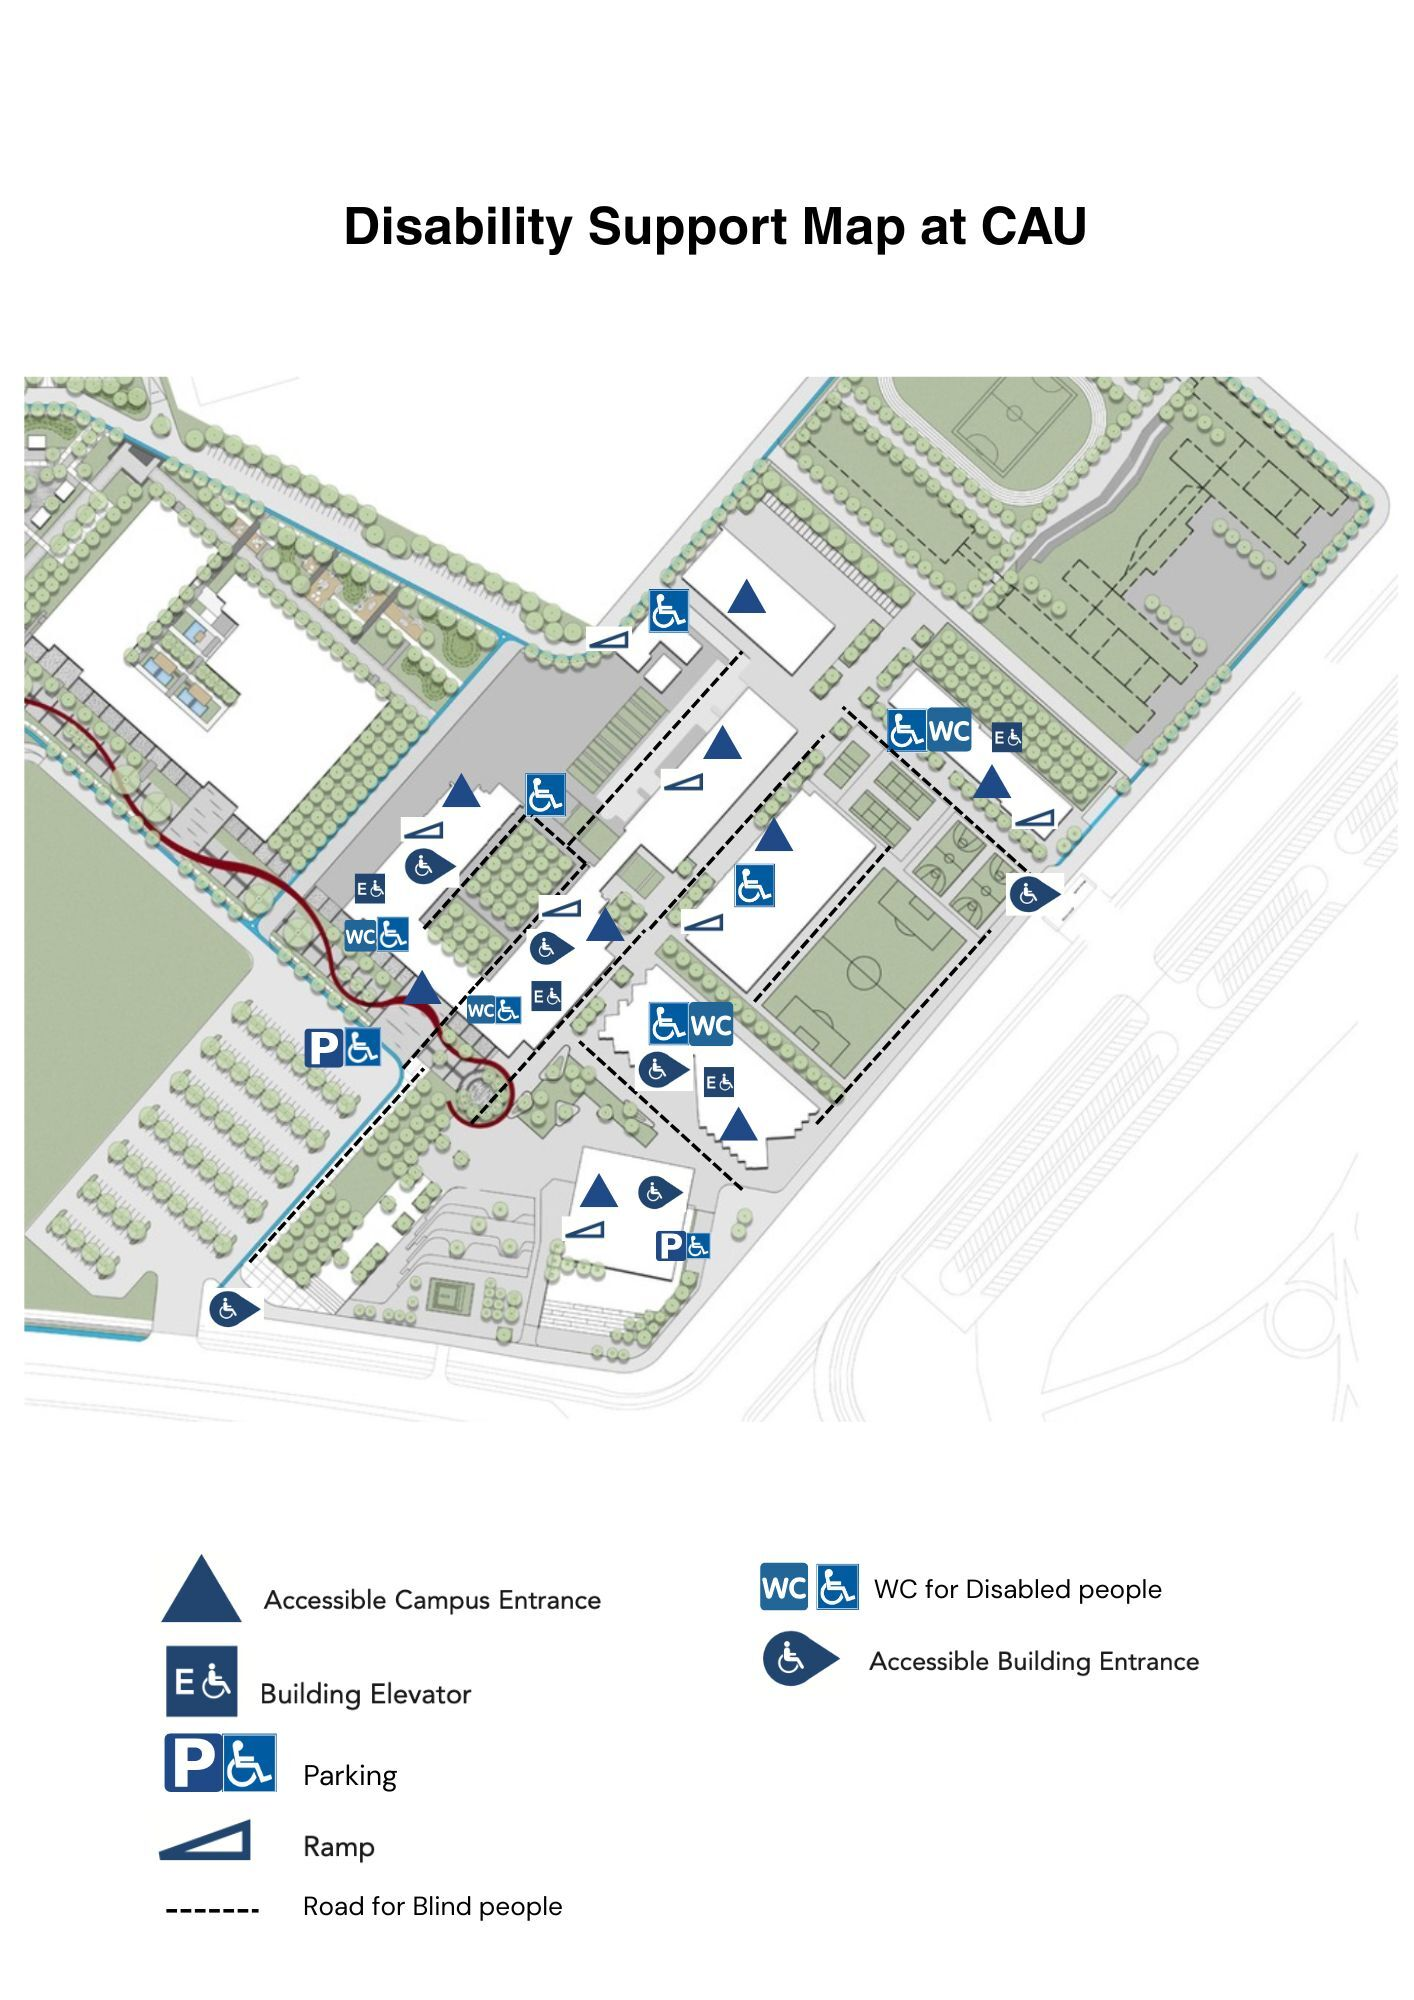 Disability Support Map at CAU
WC
E
E
WC
E
WC
P
WC
E
P
Accessible Campus Entrance
WC WC for Disabled people
E Building Elevator
Accessible Building Entrance
P Parking
Ramp
Road for Blind people